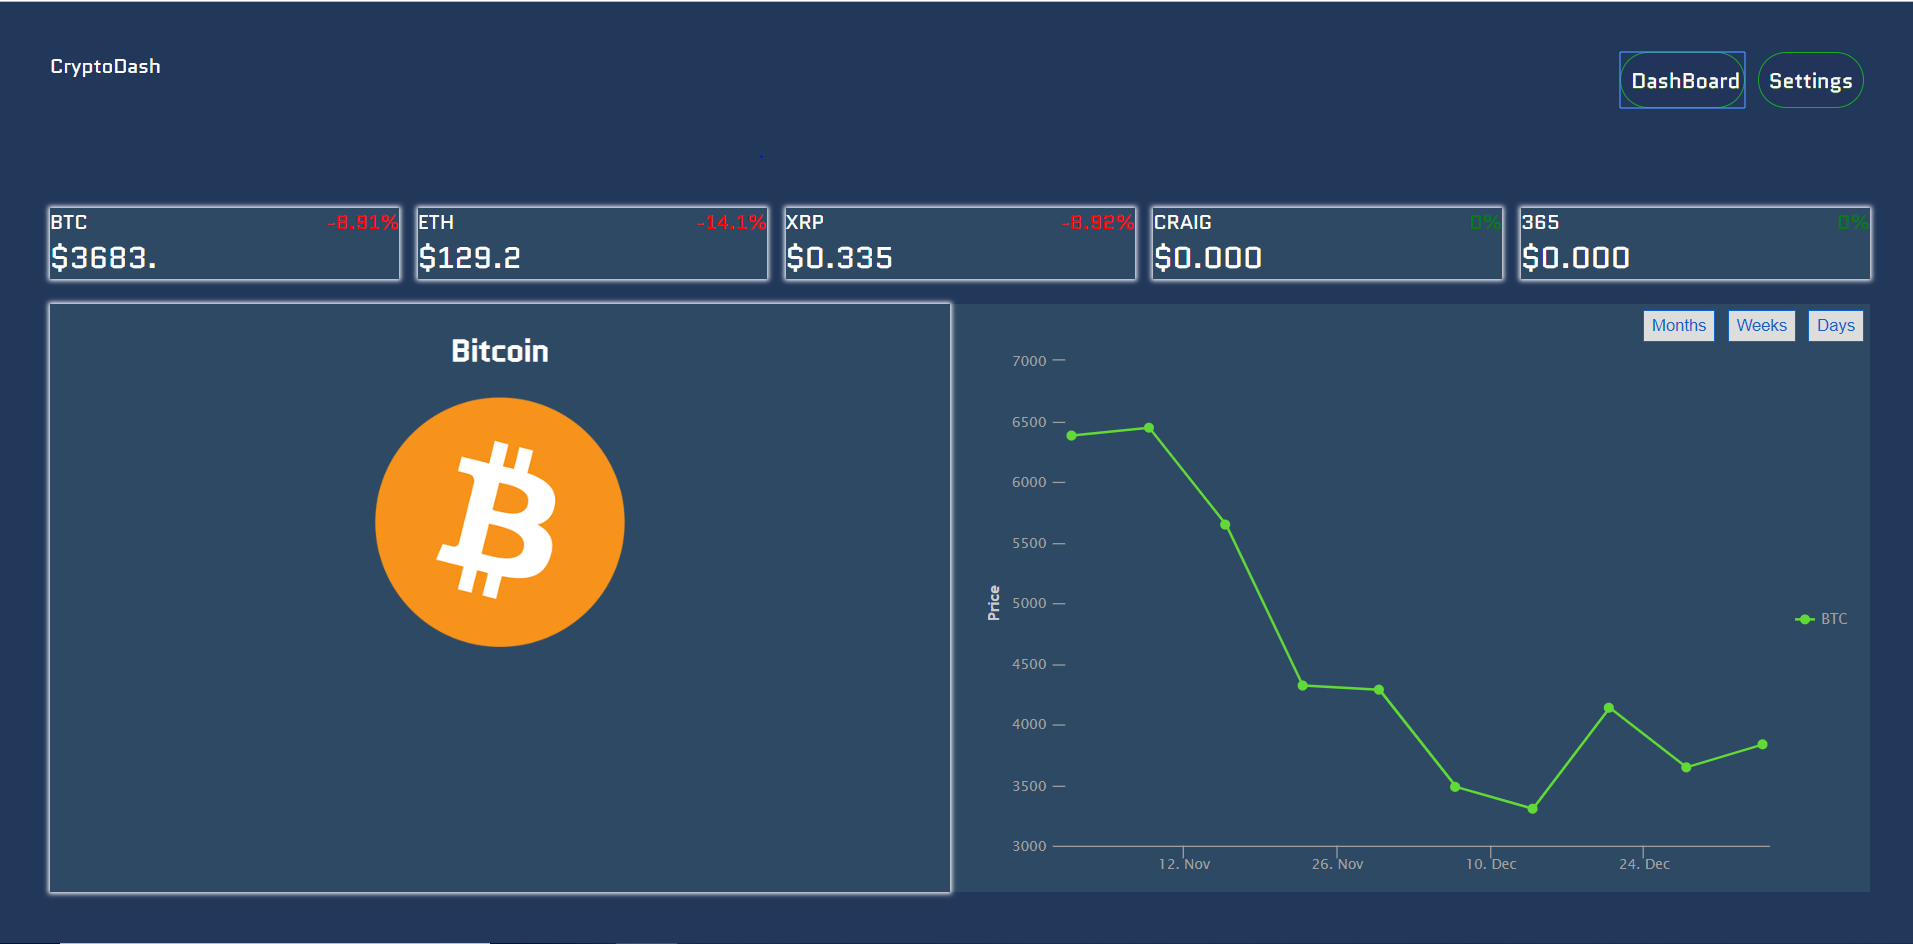 CryptoDash
DashBoard
Settings
BTC -8.91%
$3683.
ETH -14.1%
$129.2
XRP -8.92%
$0.335
CRAIG 0%
$0.000
365 0%
$0.000
Bitcoin
Months
Weeks
Days
7000
6500
6000
5500
5000
4500
4000
3500
3000
Price
12. Nov
26. Nov
10. Dec
24. Dec
BTC